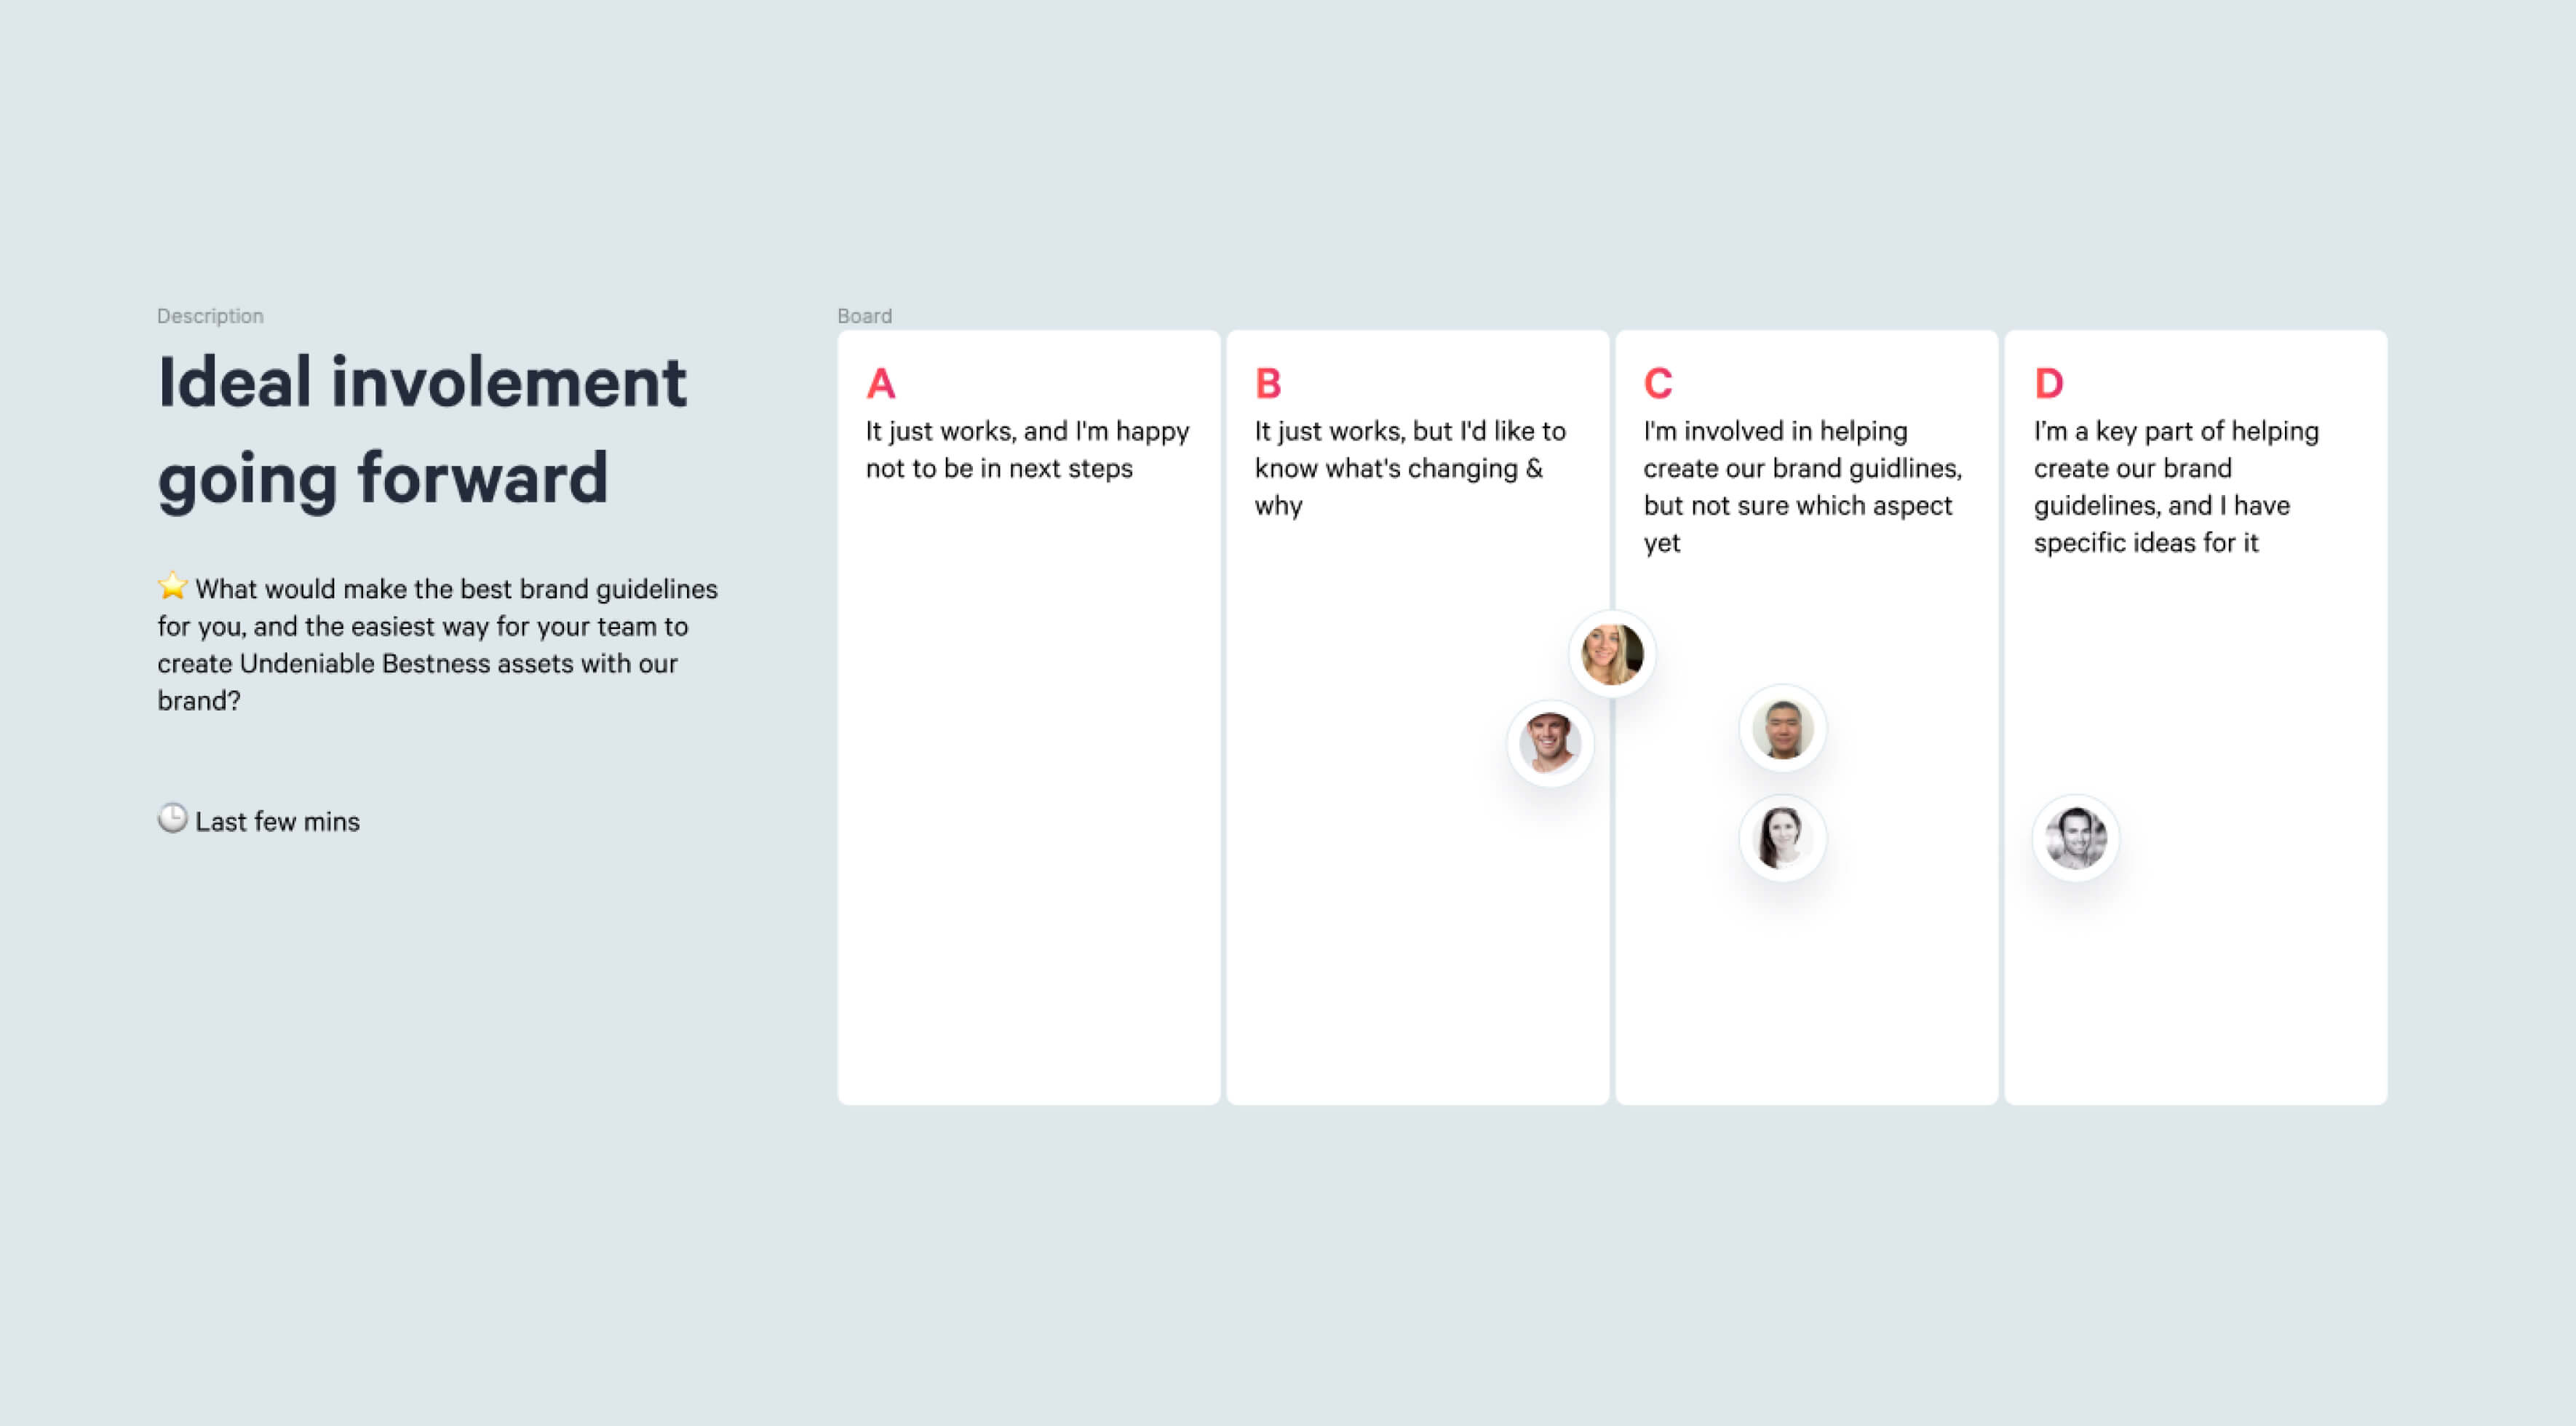 Description
Ideal involement
going forward
⭐ What would make the best brand guidelines
for you, and the easiest way for your team to
create Undeniable Bestness assets with our
brand?
🕒 Last few mins
Board
A
It just works, and I'm happy
not to be in next steps
B
It just works, but I'd like to
know what's changing &
why
C
I'm involved in helping
create our brand guidlines,
but not sure which aspect
yet
D
I’m a key part of helping
create our brand
guidelines, and I have
specific ideas for it